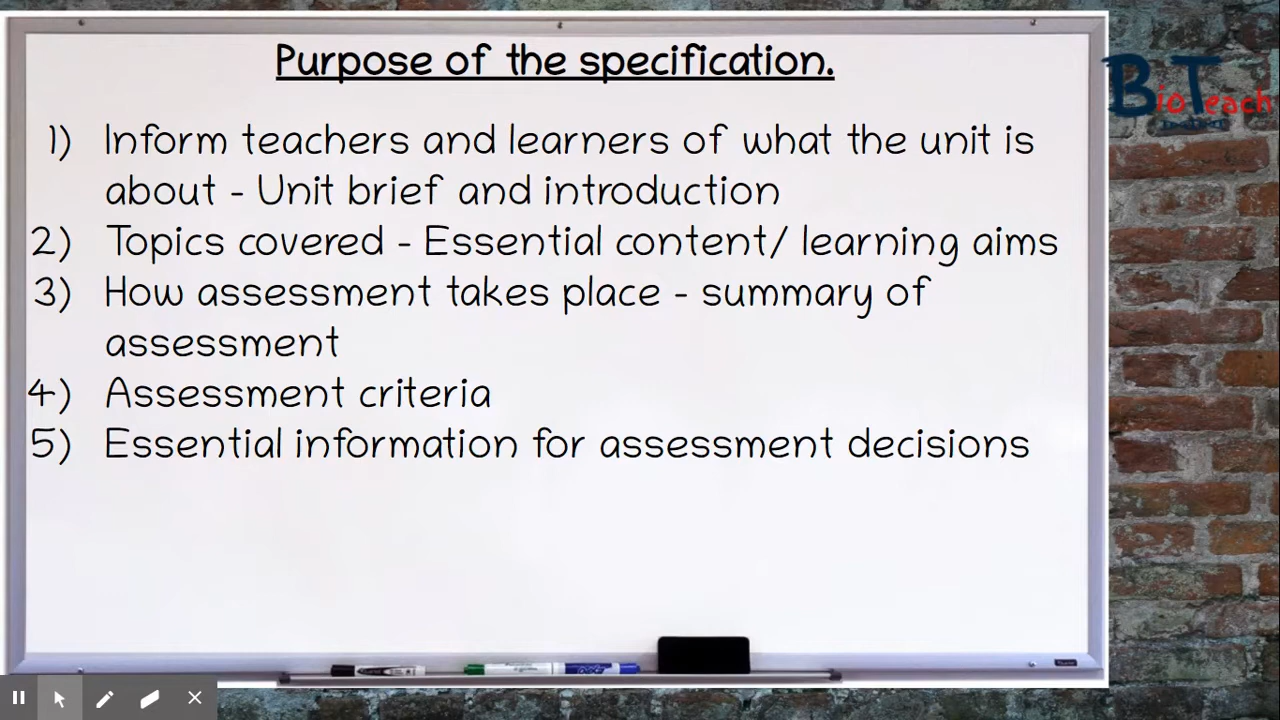 Purpose of the specification.
BioTeach
1) Inform teachers and learners of what the unit is
about - Unit brief and introduction
2) Topics covered - Essential content/ learning aims
3) How assessment takes place - summary of
assessment
4) Assessment criteria
5) Essential information for assessment decisions